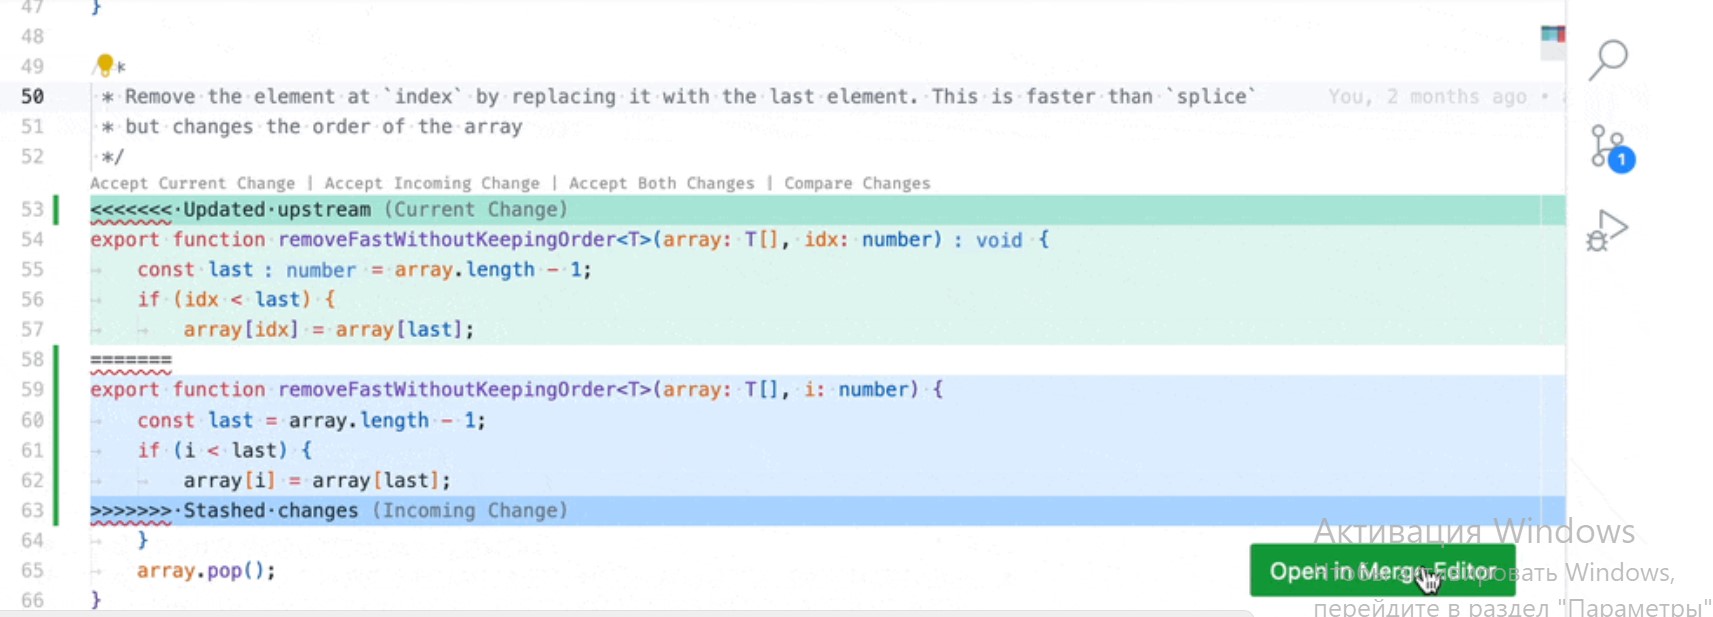 47 }
48
49 *
50 * Remove the element at `index` by replacing it with the last element. This is faster than `splice` You, 2 months ago •
51 * but changes the order of the array
52 */
Accept Current Change | Accept Incoming Change | Accept Both Changes | Compare Changes
53 <<<<<<< Updated upstream (Current Change)
54 export function removeFastWithoutKeepingOrder<T>(array: T[], idx: number) : void {
55 const last : number = array.length - 1;
56 if (idx < last) {
57 array[idx] = array[last];
58 =======
59 export function removeFastWithoutKeepingOrder<T>(array: T[], i: number) {
60 const last = array.length - 1;
61 if (i < last) {
62 array[i] = array[last];
63 >>>>>>> Stashed changes (Incoming Change)
64 }
65 array.pop();
66 }
1
Open in Merge Editor
Активация Windows
Чтобы активировать Windows,
перейдите в раздел "Параметры"